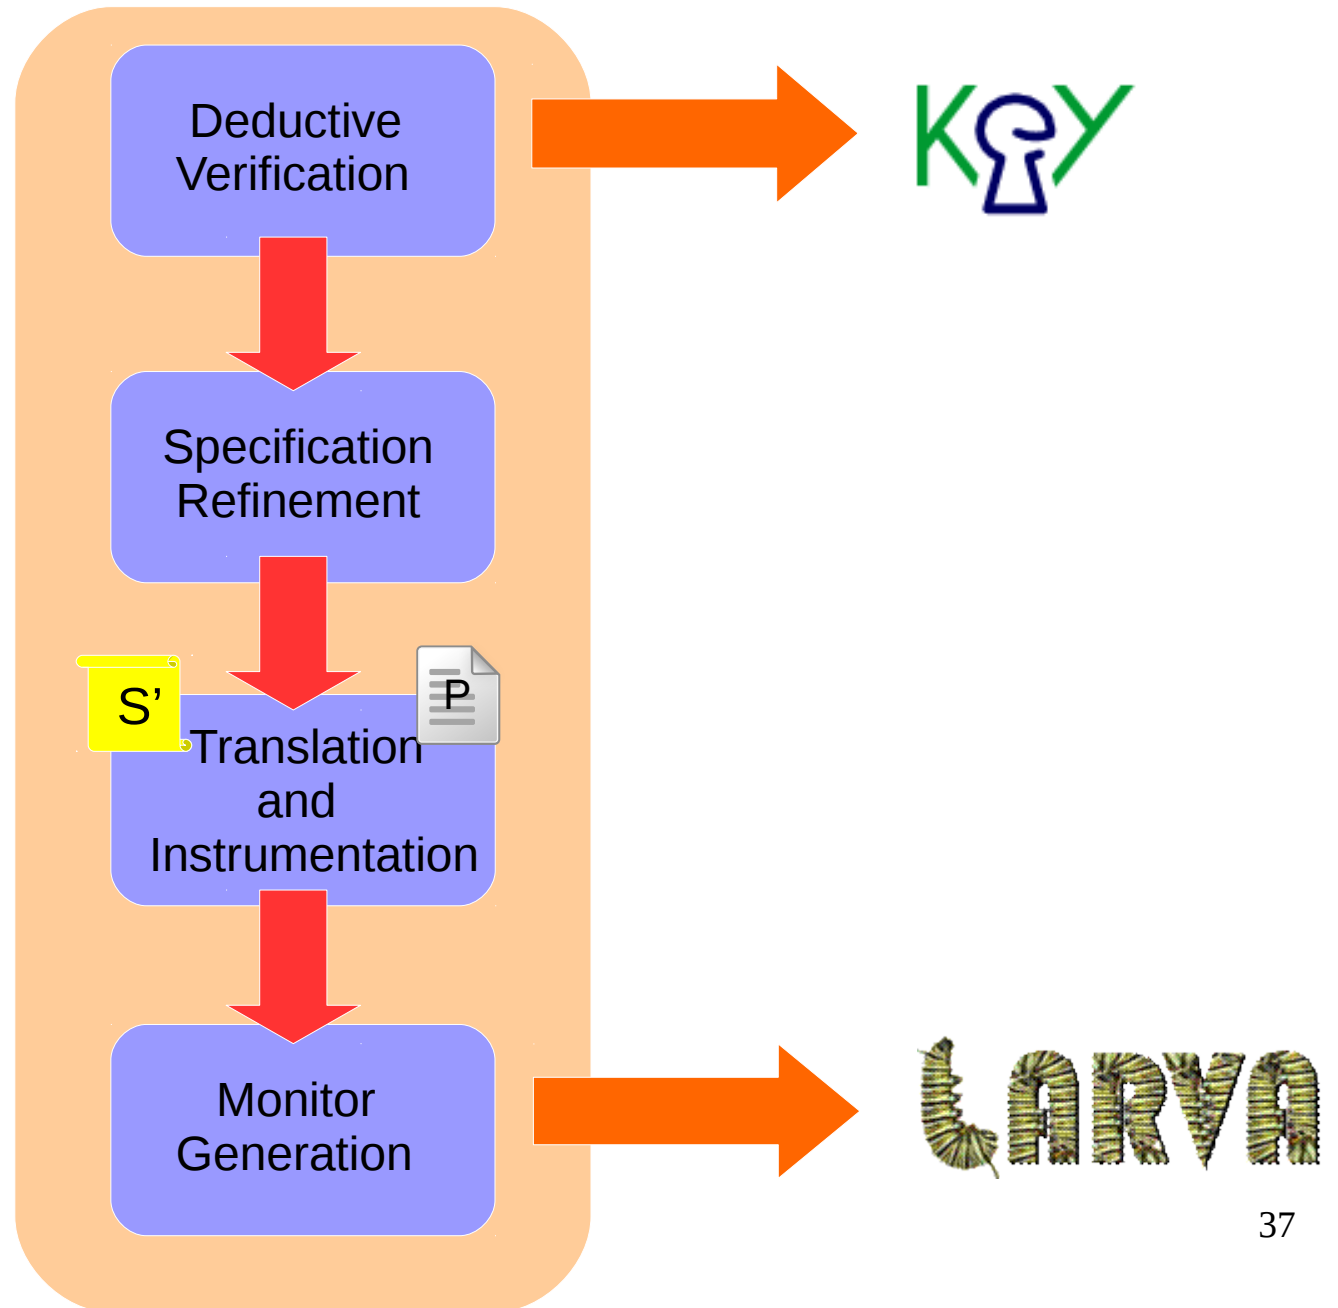 Deductive
Verification
KeY
Specification
Refinement
S’
P
Translation
and
Instrumentation
Monitor
Generation
LARVA
37